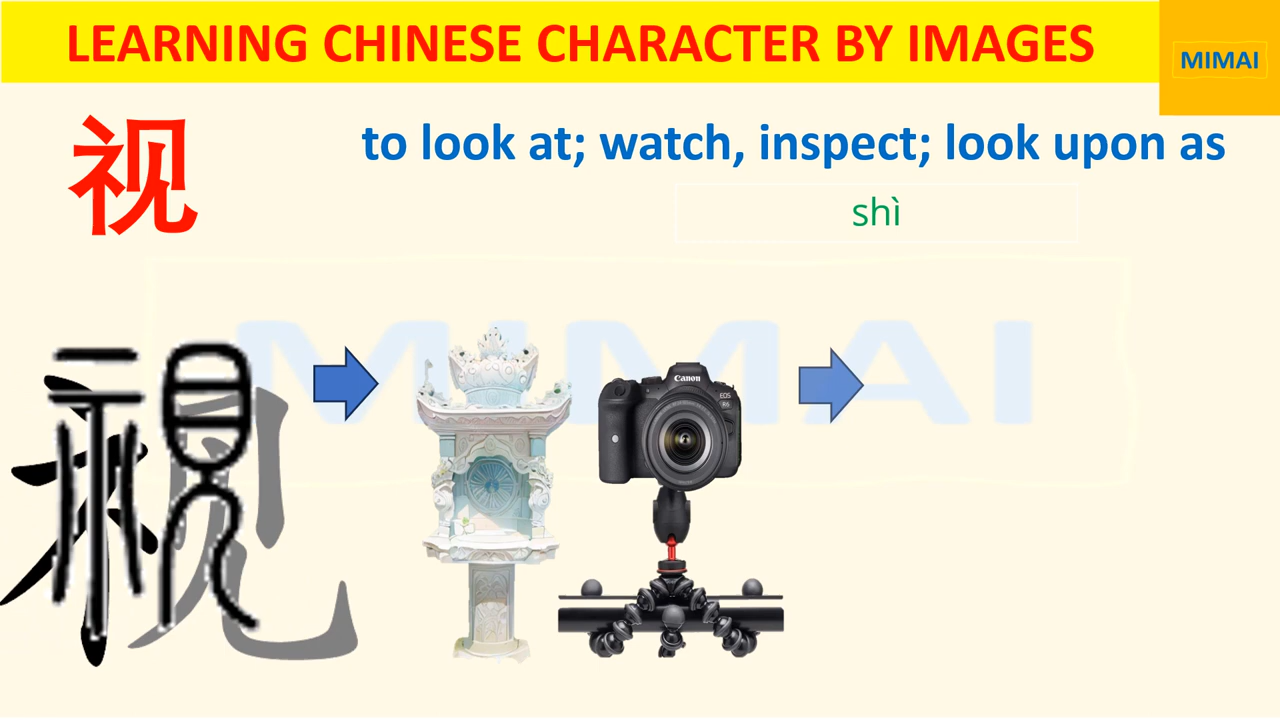 LEARNING CHINESE CHARACTER BY IMAGES
MIMAI
视
to look at; watch, inspect; look upon as
shì
MIMAI
視
视
Canon
EOS
R6